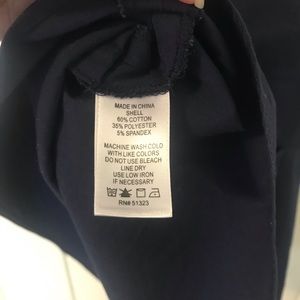 MADE IN CHINA
SHELL
60% COTTON
35% POLYESTER
5% SPANDEX
MACHINE WASH COLD
WITH LIKE COLORS
DO NOT USE BLEACH
LINE DRY
USE LOW IRON
IF NECESSARY
RN# 51323